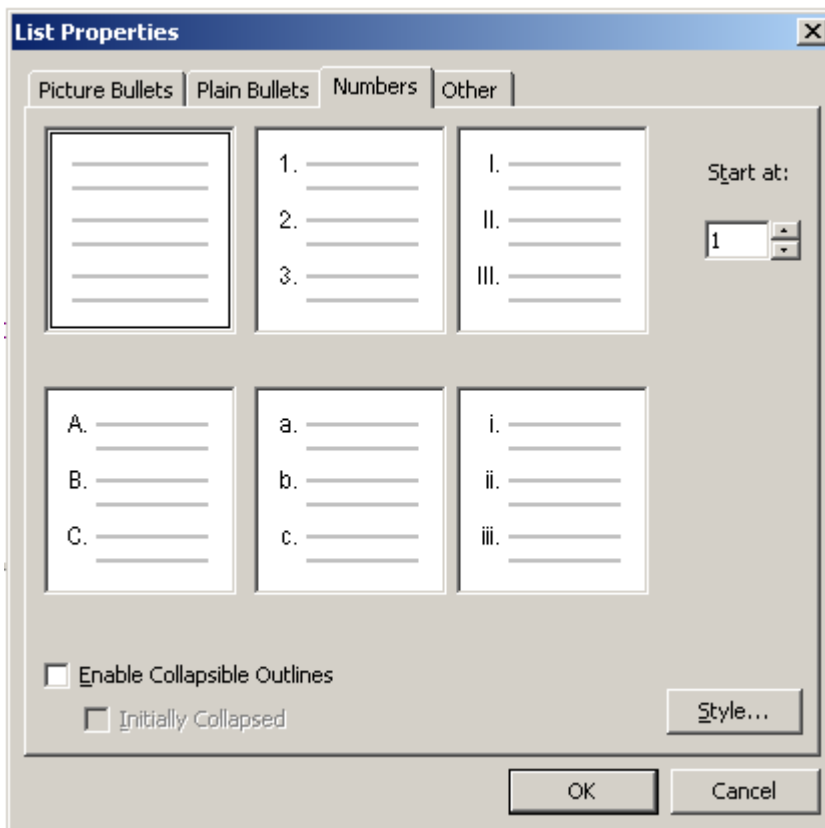 List Properties
Picture Bullets Plain Bullets Numbers Other
1. I.
2. II.
3. III.
Start at:
1
A. a. i.
B. b. ii.
C. c. iii.
Enable Collapsible Outlines
Initially Collapsed
Style...
OK Cancel